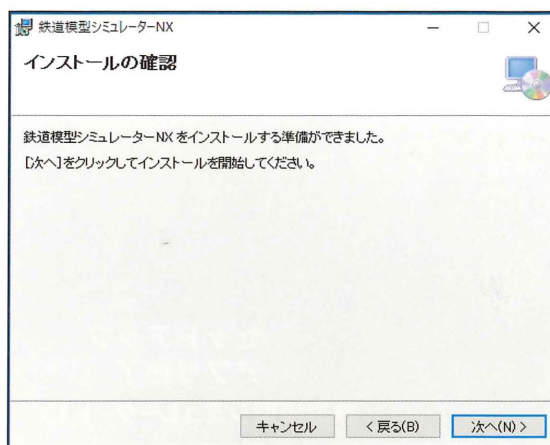 鉄道模型シミュレーターNX
インストールの確認
鉄道模型シミュレーターNX をインストールする準備ができました。
[次へ]をクリックしてインストールを開始してください。
キャンセル
< 戻る(B)
次へ(N) >